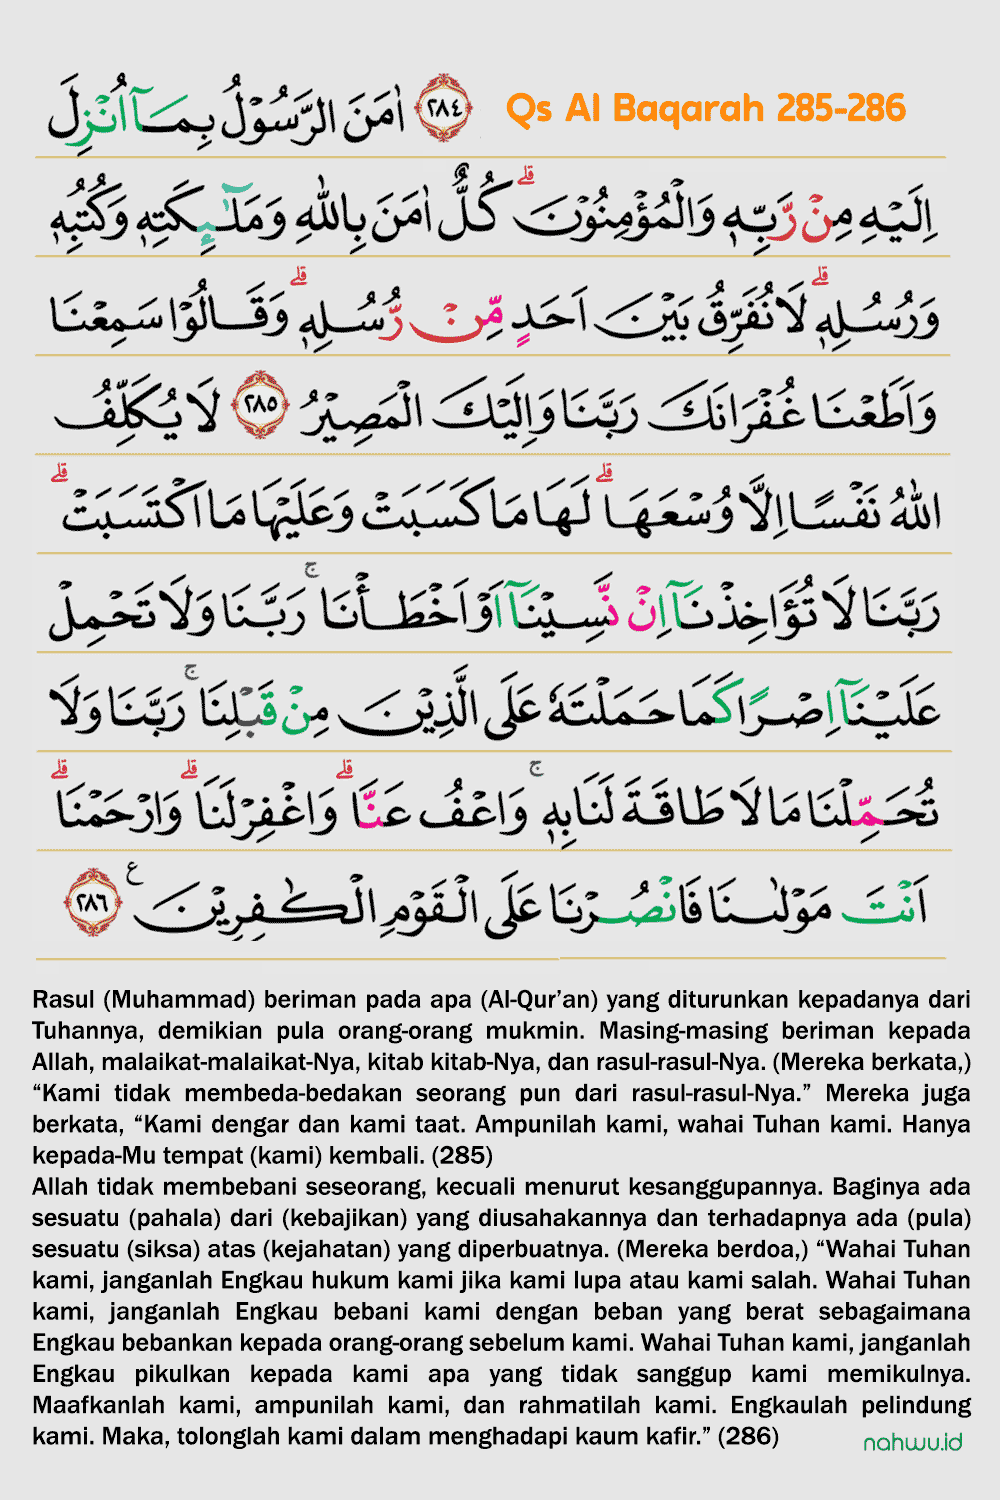 Qs Al Baqarah 285-286
٢٨٤ اٰمَنَ الرَّسُوْلُ بِمَآ اُنْزِلَ
اِلَيْهِ مِنْ رَّبِّهٖ وَالْمُؤْمِنُوْنَۗ كُلٌّ اٰمَنَ بِاللّٰهِ وَمَلٰۤىِٕكَتِهٖ وَكُتُبِهٖ
وَرُسُلِهٖۗ لَا نُفَرِّقُ بَيْنَ اَحَدٍ مِّنْ رُّسُلِهٖۗ وَقَالُوْا سَمِعْنَا
وَاَطَعْنَا غُفْرَانَكَ رَبَّنَا وَاِلَيْكَ الْمَصِيْرُ ٢٨٥ لَا يُكَلِّفُ
اللّٰهُ نَفْسًا اِلَّا وُسْعَهَاۗ لَهَا مَا كَسَبَتْ وَعَلَيْهَا مَا اكْتَسَبَتْۗ
رَبَّنَا لَا تُؤَاخِذْنَآ اِنْ نَّسِيْنَآ اَوْ اَخْطَأْنَاۚ رَبَّنَا وَلَا تَحْمِلْ
عَلَيْنَآ اِصْرًا كَمَا حَمَلْتَهٗ عَلَى الَّذِيْنَ مِنْ قَبْلِنَاۚ رَبَّنَا وَلَا
تُحَمِّلْنَا مَا لَا طَاقَةَ لَنَا بِهٖۚ وَاعْفُ عَنَّاۗ وَاغْفِرْ لَنَاۗ وَارْحَمْنَاۗ
اَنْتَ مَوْلٰىنَا فَانْصُرْنَا عَلَى الْقَوْمِ الْكٰفِرِيْنَ ع ٢٨٦
Rasul (Muhammad) beriman pada apa (Al-Qur’an) yang diturunkan kepadanya dari
Tuhannya, demikian pula orang-orang mukmin. Masing-masing beriman kepada
Allah, malaikat-malaikat-Nya, kitab kitab-Nya, dan rasul-rasul-Nya. (Mereka berkata,)
“Kami tidak membeda-bedakan seorang pun dari rasul-rasul-Nya.” Mereka juga
berkata, “Kami dengar dan kami taat. Ampunilah kami, wahai Tuhan kami. Hanya
kepada-Mu tempat (kami) kembali. (285)
Allah tidak membebani seseorang, kecuali menurut kesanggupannya. Baginya ada
sesuatu (pahala) dari (kebajikan) yang diusahakannya dan terhadapnya ada (pula)
sesuatu (siksa) atas (kejahatan) yang diperbuatnya. (Mereka berdoa,) “Wahai Tuhan
kami, janganlah Engkau hukum kami jika kami lupa atau kami salah. Wahai Tuhan
kami, janganlah Engkau bebani kami dengan beban yang berat sebagaimana
Engkau bebankan kepada orang-orang sebelum kami. Wahai Tuhan kami, janganlah
Engkau pikulkan kepada kami apa yang tidak sanggup kami memikulnya.
Maafkanlah kami, ampunilah kami, dan rahmatilah kami. Engkaulah pelindung
kami. Maka, tolonglah kami dalam menghadapi kaum kafir.” (286)
nahwu.id